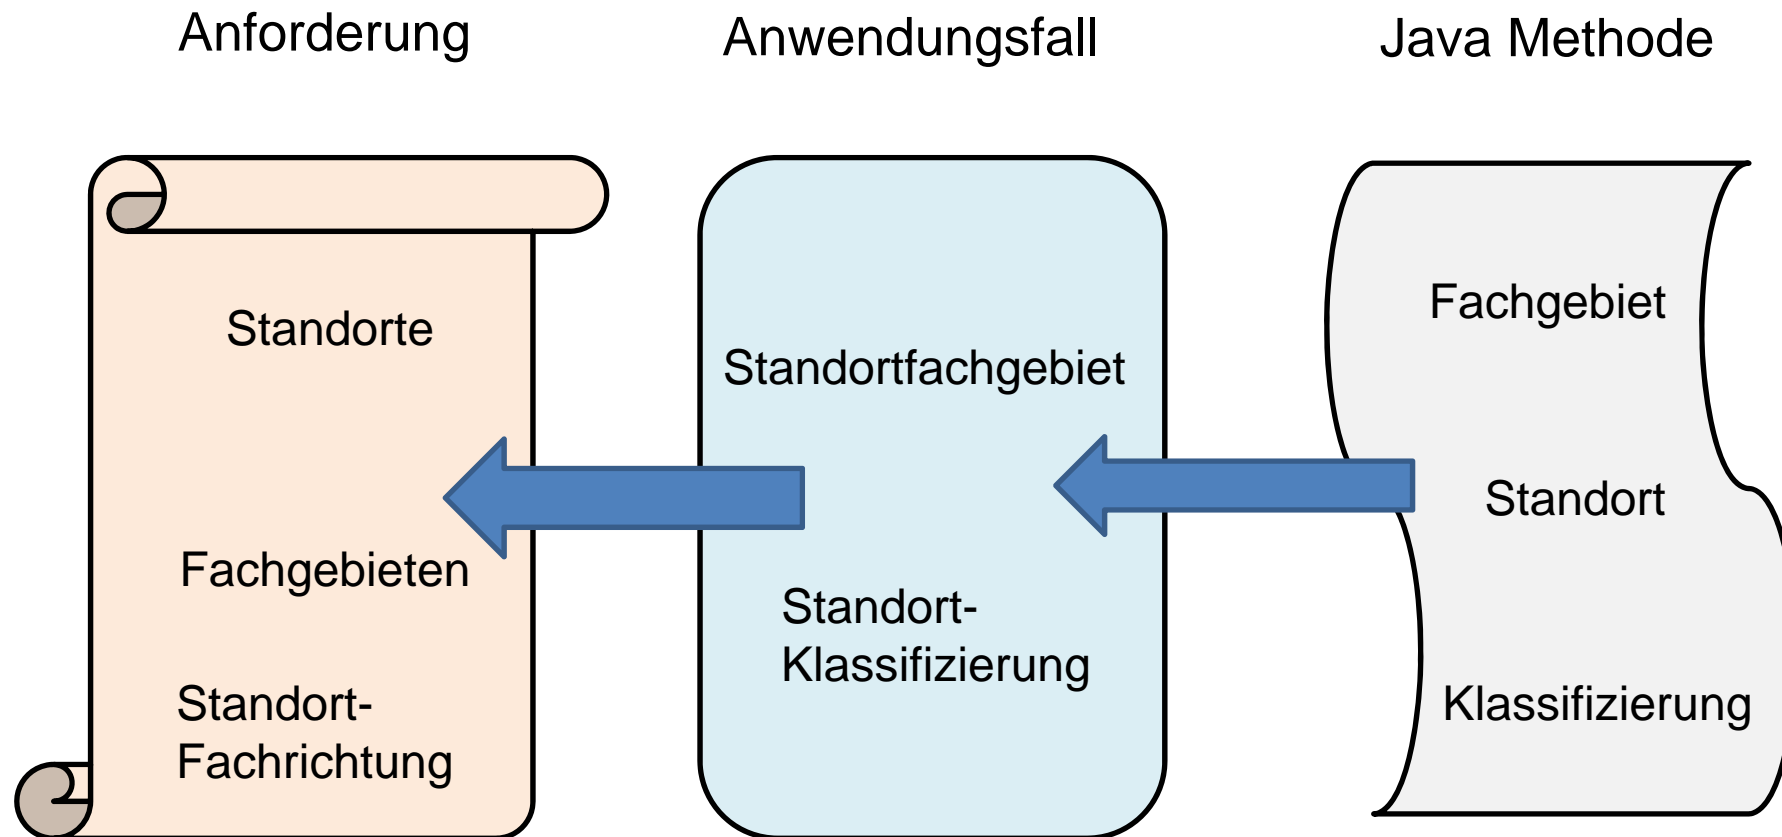 Anforderung
Anwendungsfall
Java Methode
Standorte
Fachgebieten
Standort-
Fachrichtung
Standortfachgebiet
Standort-
Klassifizierung
Fachgebiet
Standort
Klassifizierung